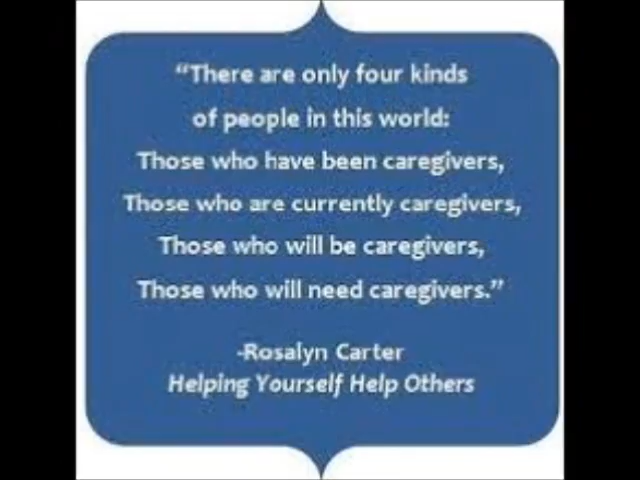 “There are only four kinds
of people in this world:
Those who have been caregivers,
Those who are currently caregivers,
Those who will be caregivers,
Those who will need caregivers.”
-Rosalyn Carter
Helping Yourself Help Others